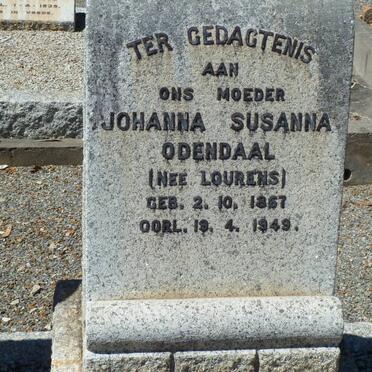 TER GEDAGTENIS
AAN
ONS MOEDER
JOHANNA SUSANNA
ODENDAAL
(NEE LOURENS)
GEB. 2. 10. 1867
OORL. 19. 4. 1949.